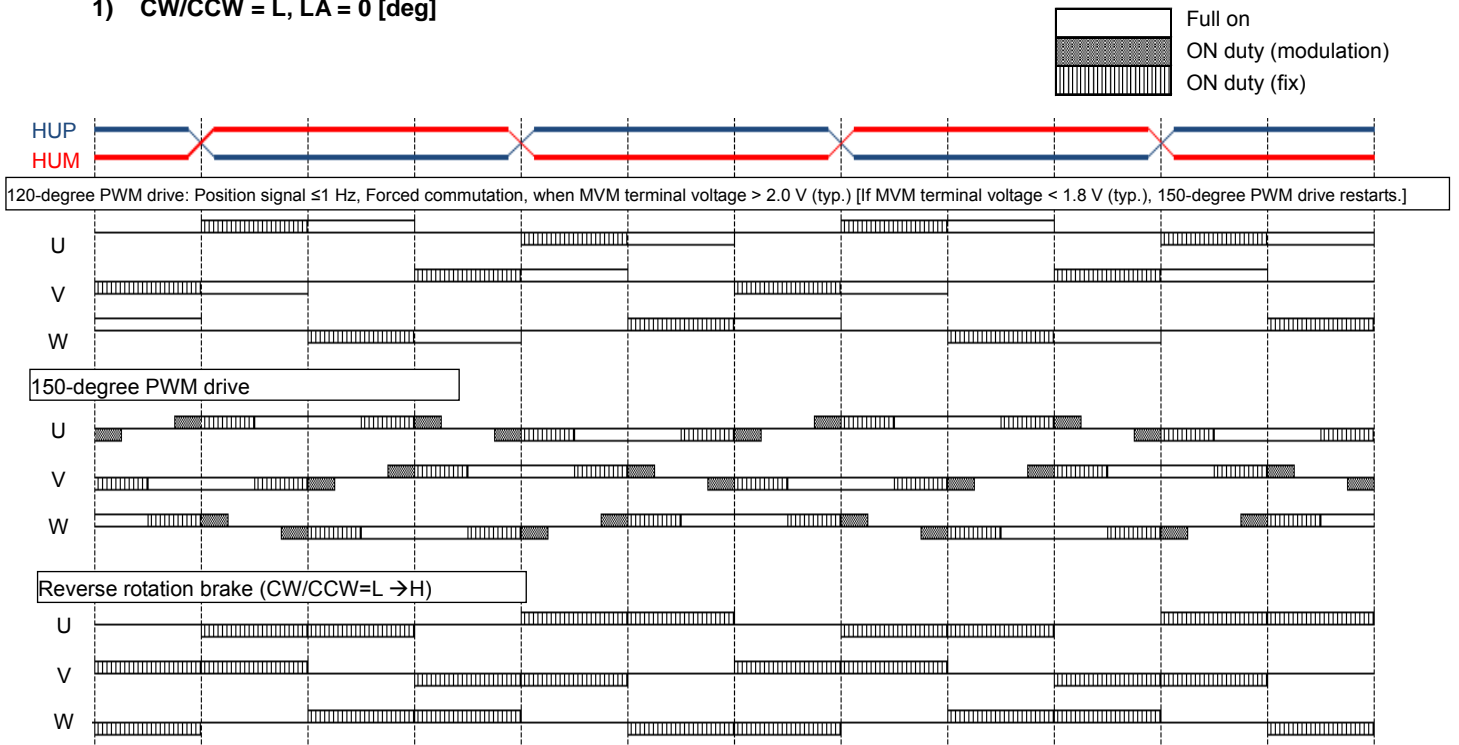 1) CW/CCW = L, LA = 0 [deg]
Full on
ON duty (modulation)
ON duty (fix)
HUP
HUM
120-degree PWM drive: Position signal ≤1 Hz, Forced commutation, when MVM terminal voltage > 2.0 V (typ.) [If MVM terminal voltage < 1.8 V (typ.), 150-degree PWM drive restarts.]
U
V
W
150-degree PWM drive
U
V
W
Reverse rotation brake (CW/CCW=L →H)
U
V
W